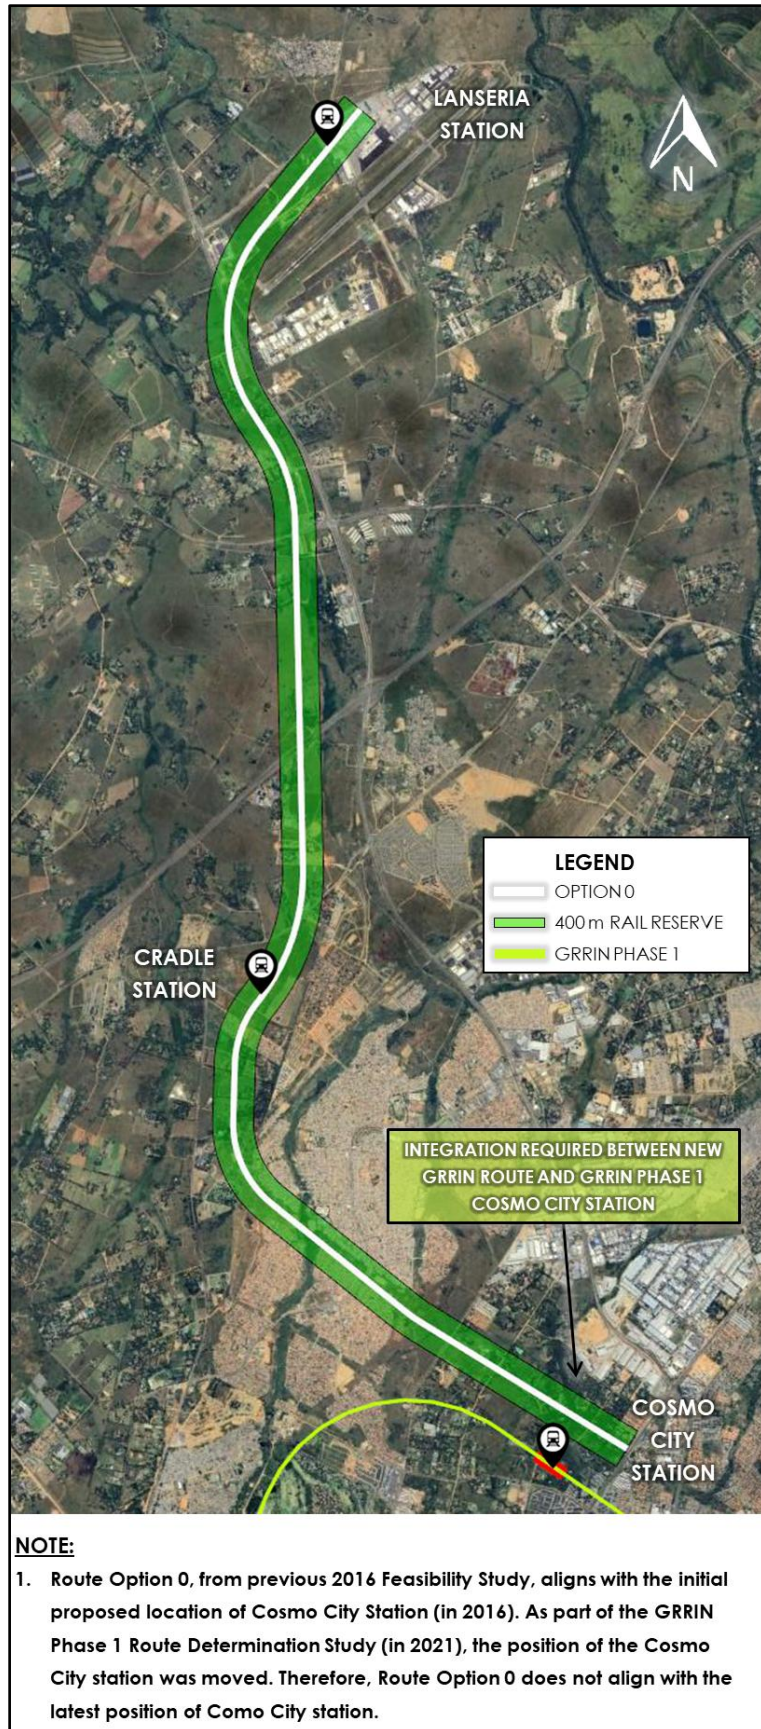 LANSERIA
STATION
N
LEGEND
OPTION 0
400 m RAIL RESERVE
GRRIN PHASE 1
CRADLE
STATION
INTEGRATION REQUIRED BETWEEN NEW
GRRIN ROUTE AND GRRIN PHASE 1
COSMO CITY STATION
COSMO
CITY
STATION
NOTE:
1. Route Option 0, from previous 2016 Feasibility Study, aligns with the initial
proposed location of Cosmo City Station (in 2016). As part of the GRRIN
Phase 1 Route Determination Study (in 2021), the position of the Cosmo
City station was moved. Therefore, Route Option 0 does not align with the
latest position of Como City station.